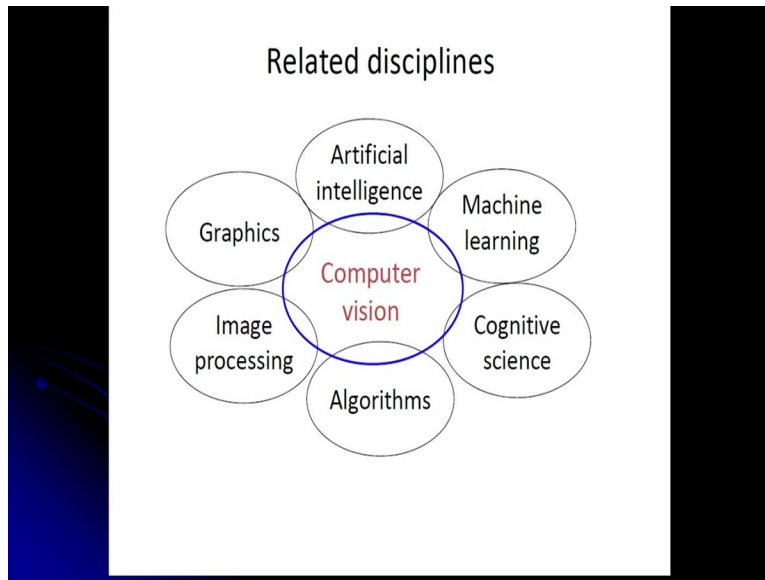 Related disciplines
Artificial
intelligence
Machine
learning
Graphics
Computer
vision
Image
processing
Cognitive
science
Algorithms